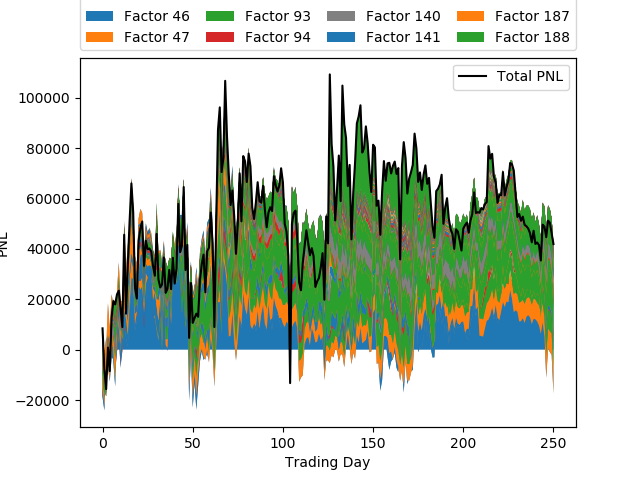 Factor 46 Factor 93 Factor 140 Factor 187
Factor 47 Factor 94 Factor 141 Factor 188
Total PNL
100000
80000
60000
40000
20000
0
−20000
PNL
0 50 100 150 200 250
Trading Day